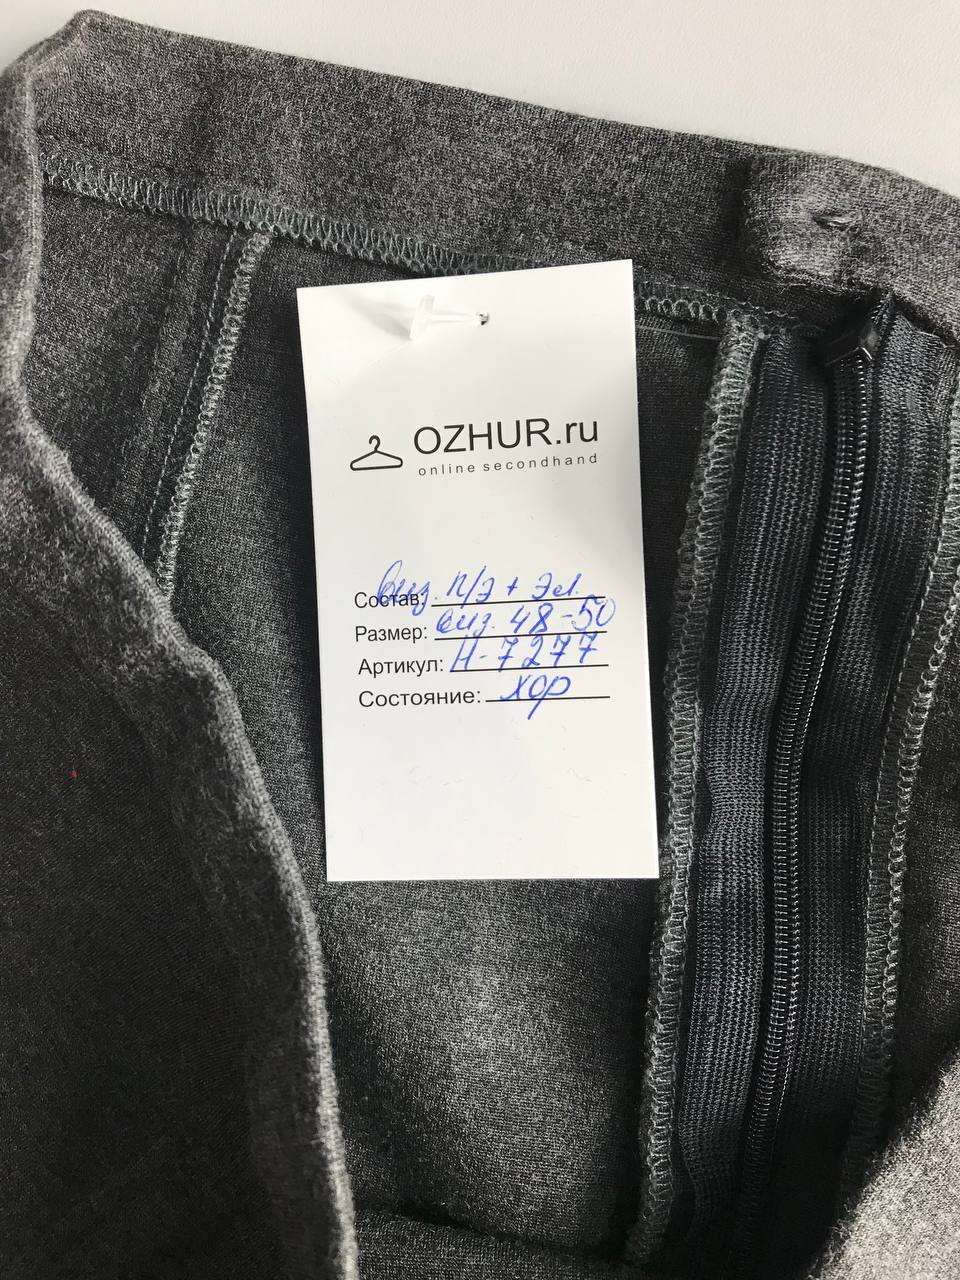 OZHUR.ru
online secondhand
Состав: виз. п/э + эл.
Размер: виз. 48-50
Артикул: Н-7277
Состояние: хор